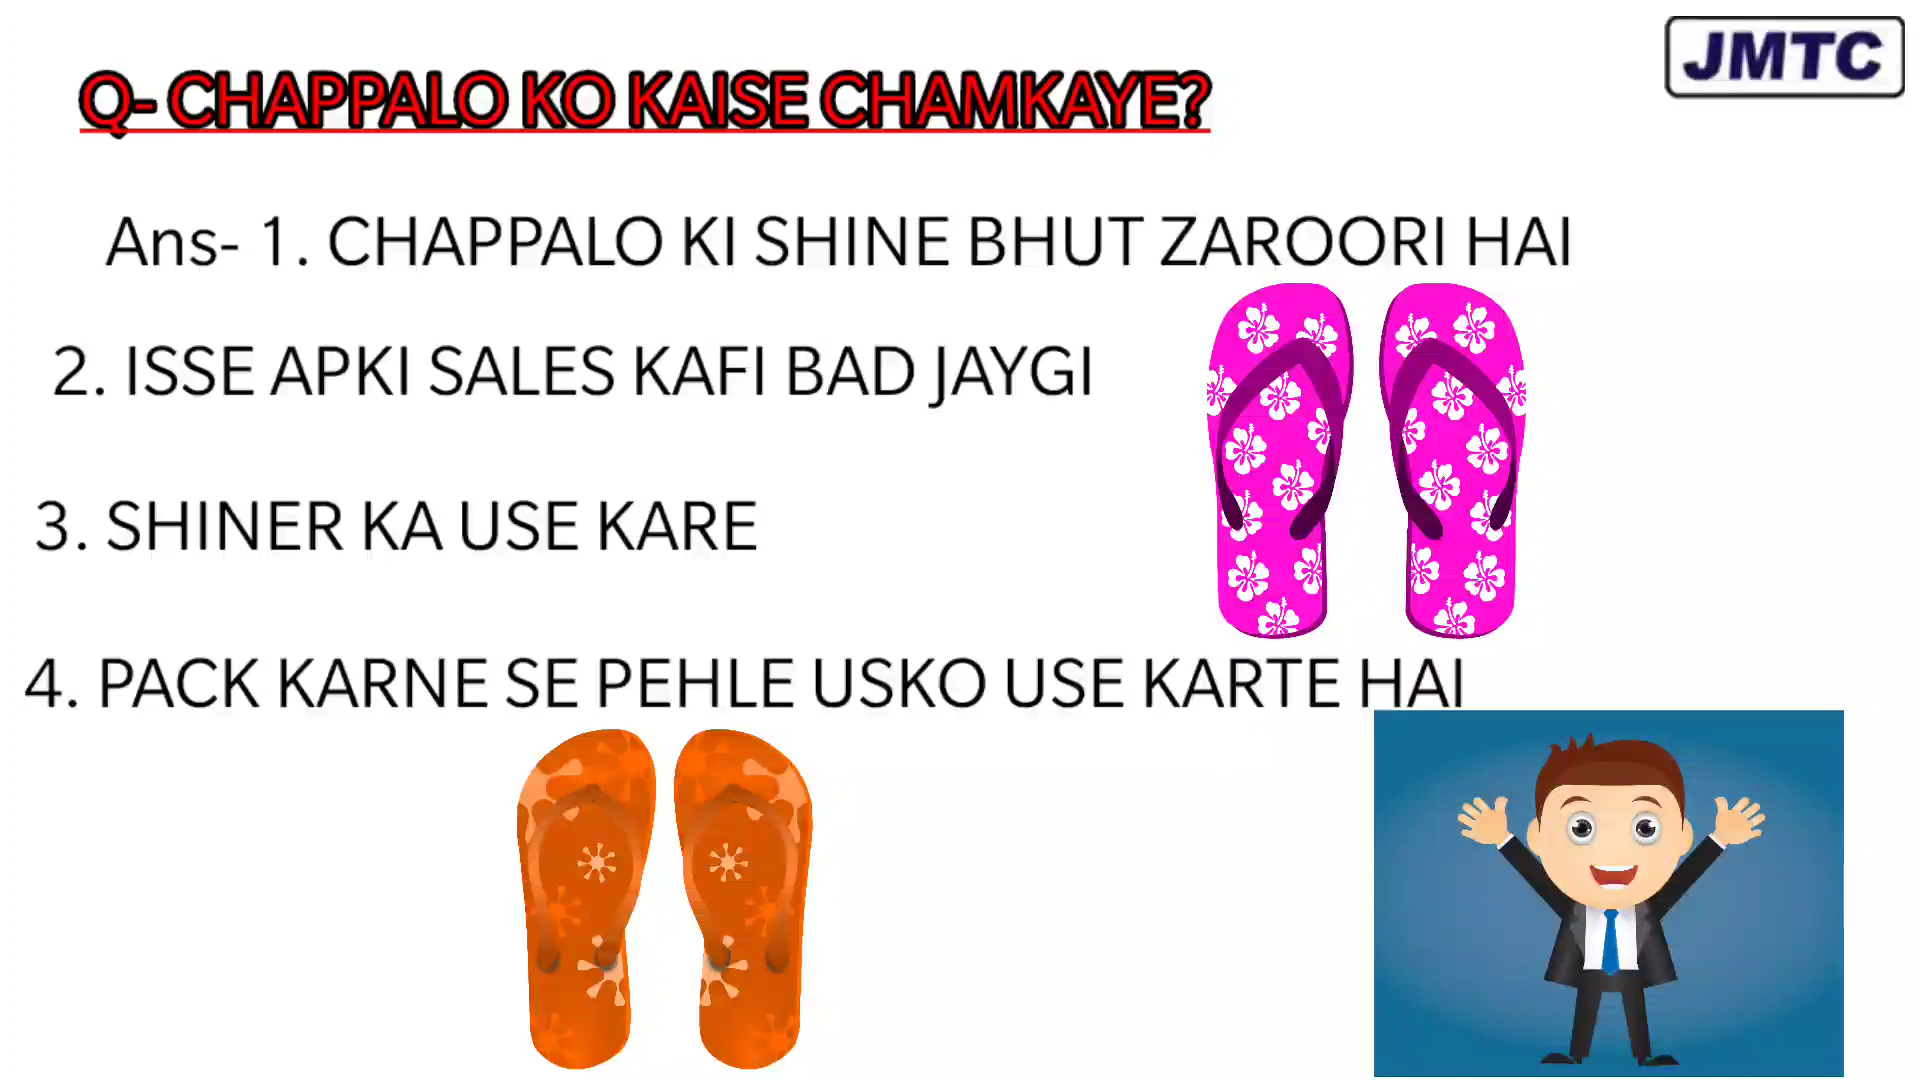 JMTC
Q- CHAPPALO KO KAISE CHAMKAYE?
Ans- 1. CHAPPALO KI SHINE BHUT ZAROORI HAI
2. ISSE APKI SALES KAFI BAD JAYGI
3. SHINER KA USE KARE
4. PACK KARNE SE PEHLE USKO USE KARTE HAI